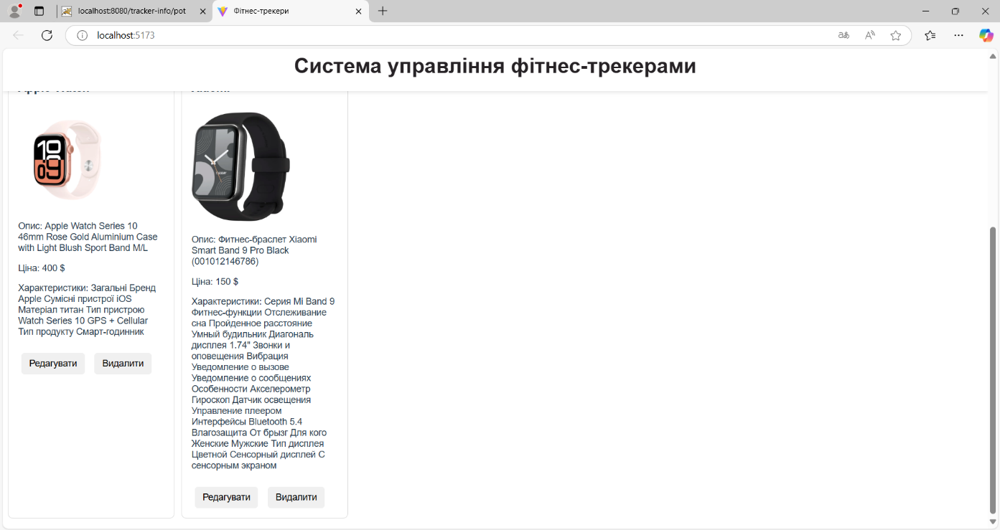 localhost:8080/tracker-info/pot
Фітнес-трекери
localhost:5173
Система управління фітнес-трекерами
Опис: Apple Watch Series 10
46mm Rose Gold Aluminium Case
with Light Blush Sport Band M/L
Ціна: 400 $
Характеристики: Загальні Бренд
Apple Сумісні пристрої iOS
Матеріал титан Тип пристрою
Watch Series 10 GPS + Cellular
Тип продукту Смарт-годинник
Редагувати
Видалити
Опис: Фитнес-браслет Xiaomi
Smart Band 9 Pro Black
(001012146786)
Ціна: 150 $
Характеристики: Серия Mi Band 9
Фитнес-функции Отслеживание
сна Пройденное расстояние
Умный будильник Диагональ
дисплея 1.74" Звонки и
оповещения Вибрация
Уведомление о вызове
Уведомление о сообщениях
Особенности Акселерометр
Гироскоп Датчик освещения
Управление плеером
Интерфейсы Bluetooth 5.4
Влагозащита От брызг Для кого
Женские Мужские Тип дисплея
Цветной Сенсорный дисплей С
сенсорным экраном
Редагувати
Видалити